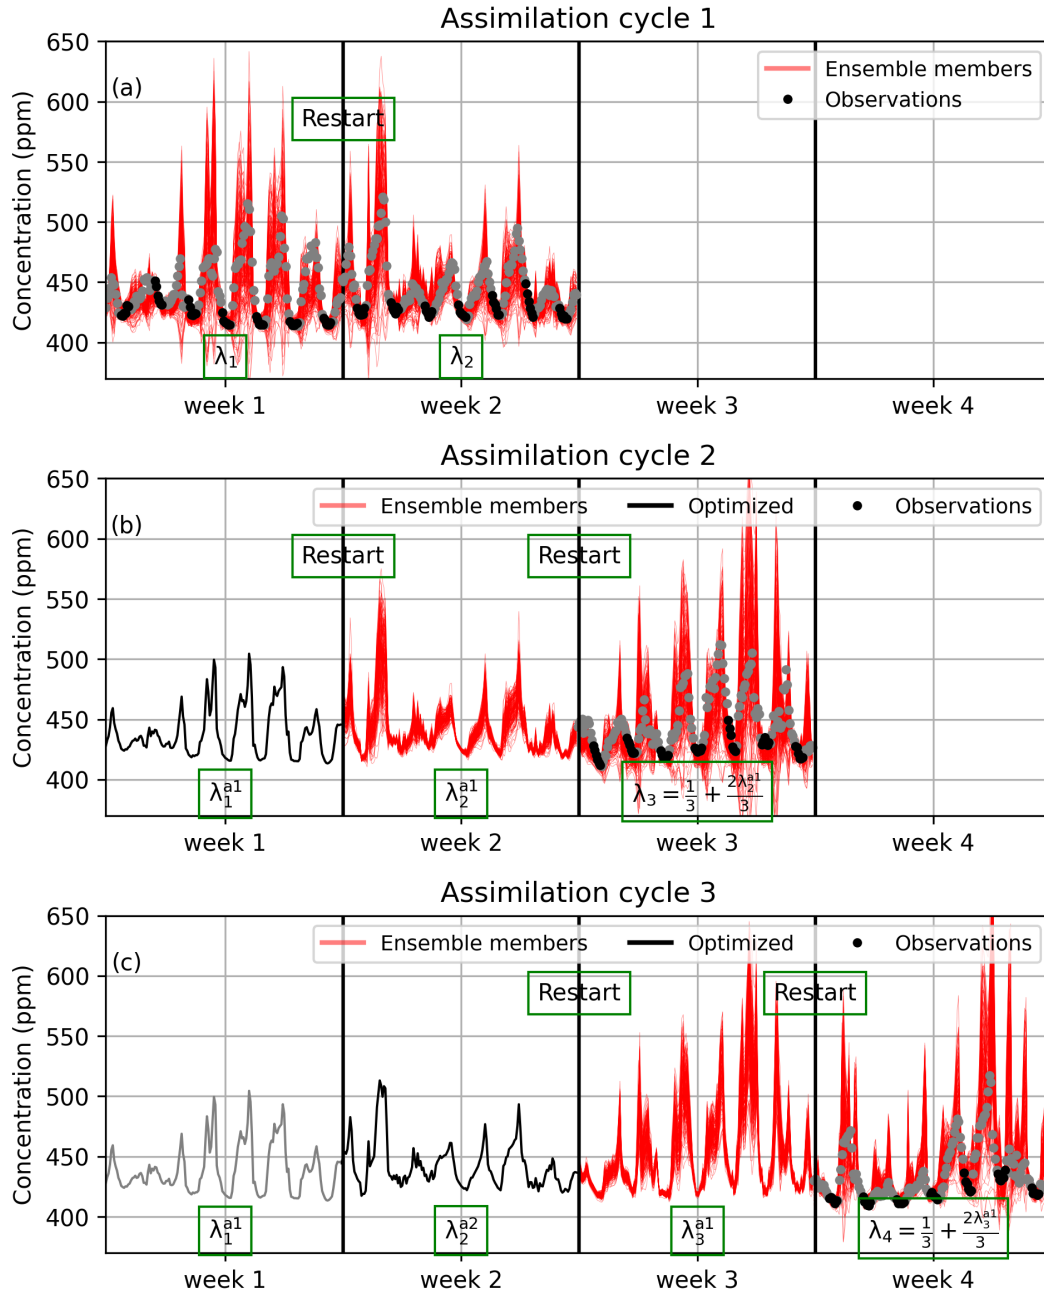 Assimilation cycle 1
Concentration (ppm)
650
600
550
500
450
400
(a)
Restart
Ensemble members
Observations
λ₁
λ₂
week 1
week 2
week 3
week 4
Assimilation cycle 2
Concentration (ppm)
650
600
550
500
450
400
(b)
Ensemble members
Optimized
Observations
Restart
Restart
λ₁ᵃ¹
λ₂ᵃ¹
λ₃ = 1/3 + 2λ₂ᵃ¹/3
week 1
week 2
week 3
week 4
Assimilation cycle 3
Concentration (ppm)
650
600
550
500
450
400
(c)
Ensemble members
Optimized
Observations
Restart
Restart
λ₁ᵃ¹
λ₂ᵃ²
λ₃ᵃ¹
λ₄ = 1/3 + 2λ₃ᵃ¹/3
week 1
week 2
week 3
week 4